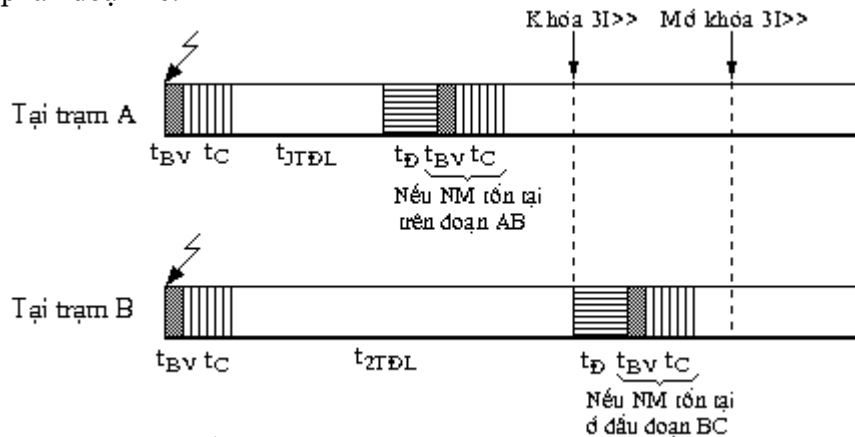 Khóa 3I>> Mở khóa 3I>>
Tại trạm A
tBV tC t1TĐL tĐ tBV tC
Nếu NM tồn tại
trên đoạn AB
Tại trạm B
tBV tC t2TĐL tĐ tBV tC
Nếu NM tồn tại
ở đầu đoạn BC